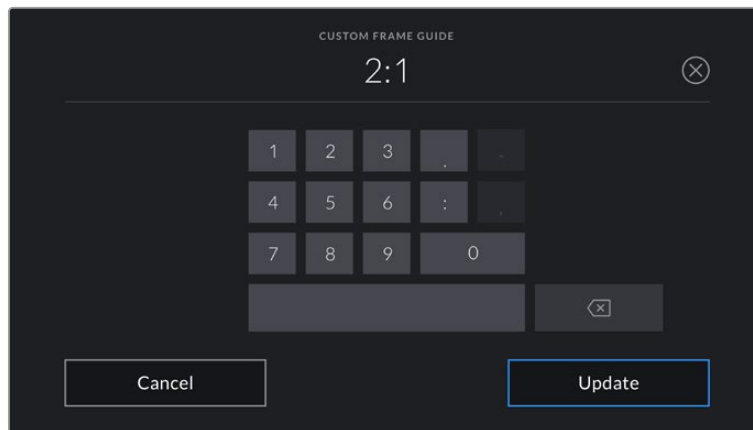 CUSTOM FRAME GUIDE
2:1
1 2 3 . -
4 5 6 : ,
7 8 9 0
Cancel Update